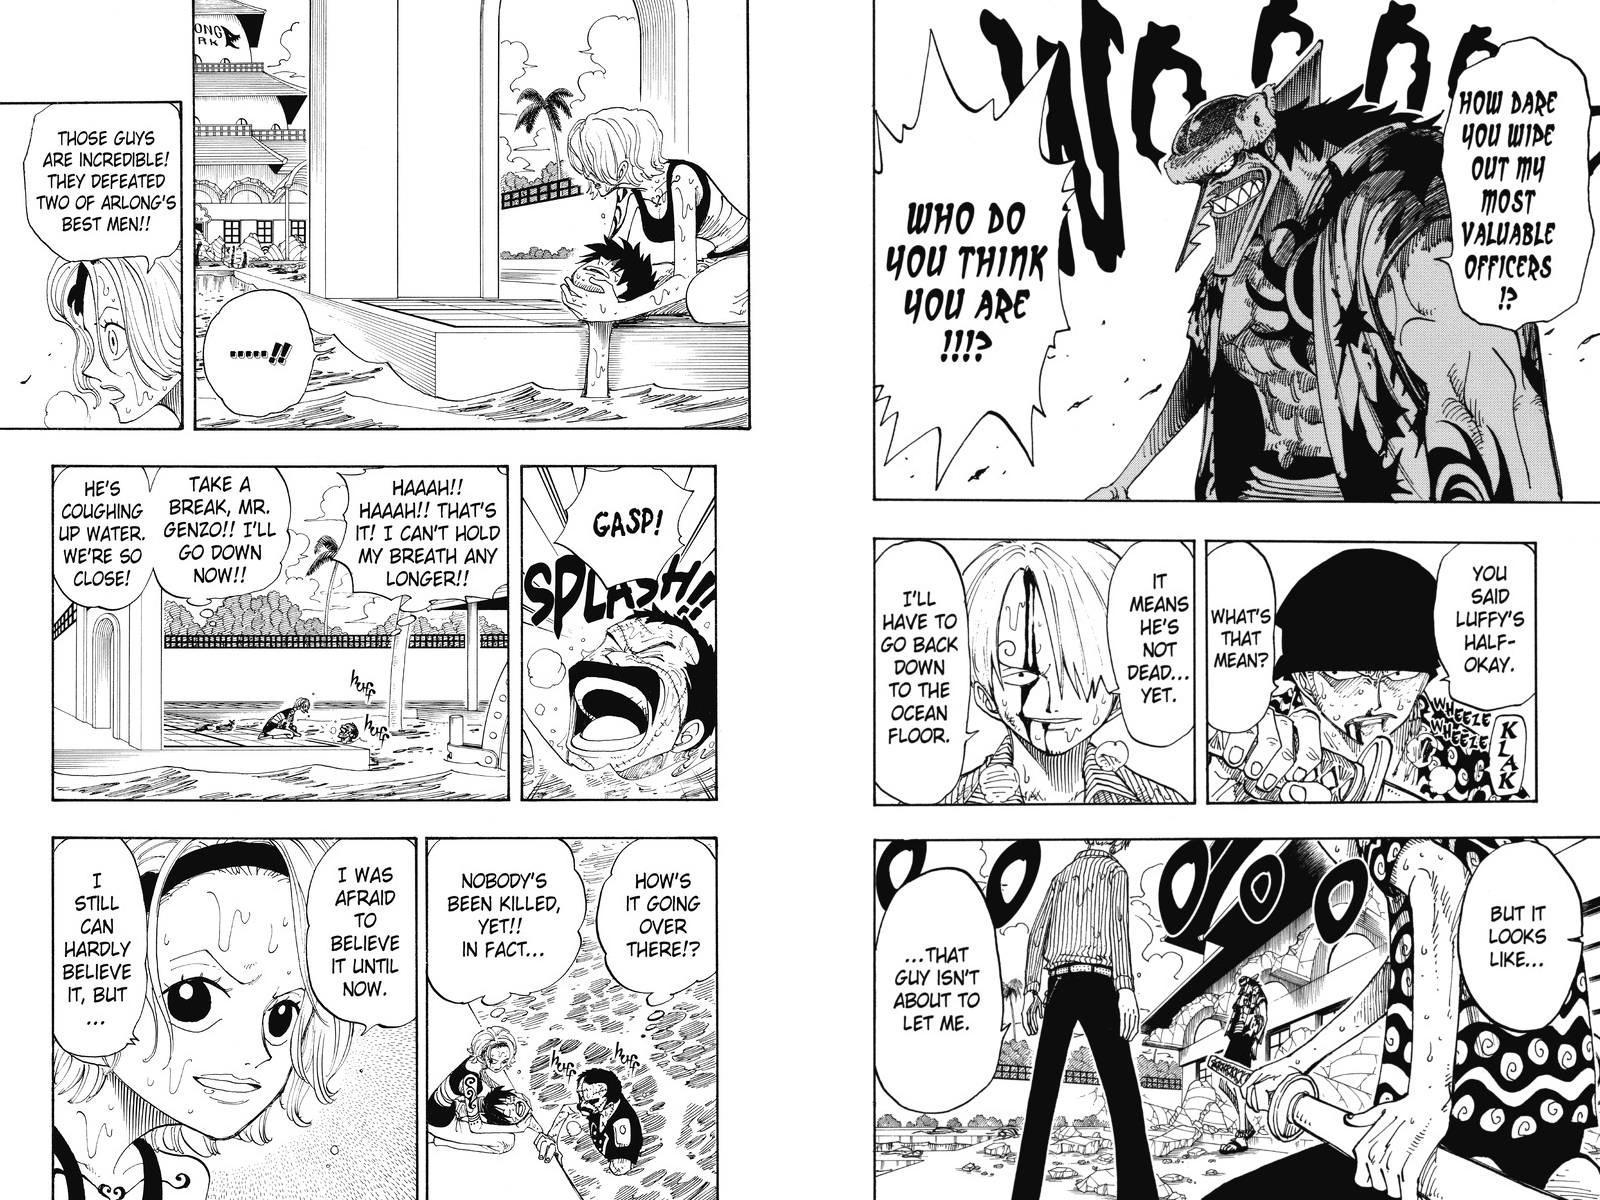 HOW DARE
YOU WIPE
OUT MY
MOST
VALUABLE
OFFICERS
!?
WHO DO
YOU THINK
YOU ARE
!!!?
YOU
SAID
LUFFY'S
HALF-
OKAY.
WHAT'S
THAT
MEAN?
WHEEZE
WHEEZE
KLAK
IT
MEANS
HE'S
NOT
DEAD...
YET.
I'LL
HAVE TO
GO BACK
DOWN
TO THE
OCEAN
FLOOR.
BUT IT
LOOKS
LIKE...
...THAT
GUY ISN'T
ABOUT TO
LET ME.
ONG
RK
......!!
THOSE GUYS
ARE INCREDIBLE!
THEY DEFEATED
TWO OF ARLONG'S
BEST MEN!!
GASP!
SPLASH!!
HAAAH!!
HAAAH!! THAT'S
IT! I CAN'T HOLD
MY BREATH ANY
LONGER!!
TAKE A
BREAK, MR.
GENZO!! I'LL
GO DOWN
NOW!!
HE'S
COUGHING
UP WATER.
WE'RE SO
CLOSE!
huff
huff
HOW'S
IT GOING
OVER
THERE!?
NOBODY'S
BEEN KILLED,
YET!!
IN FACT...
huff
huff
I WAS
AFRAID
TO
BELIEVE
IT UNTIL
NOW.
I
STILL
CAN
HARDLY
BELIEVE
IT, BUT
...